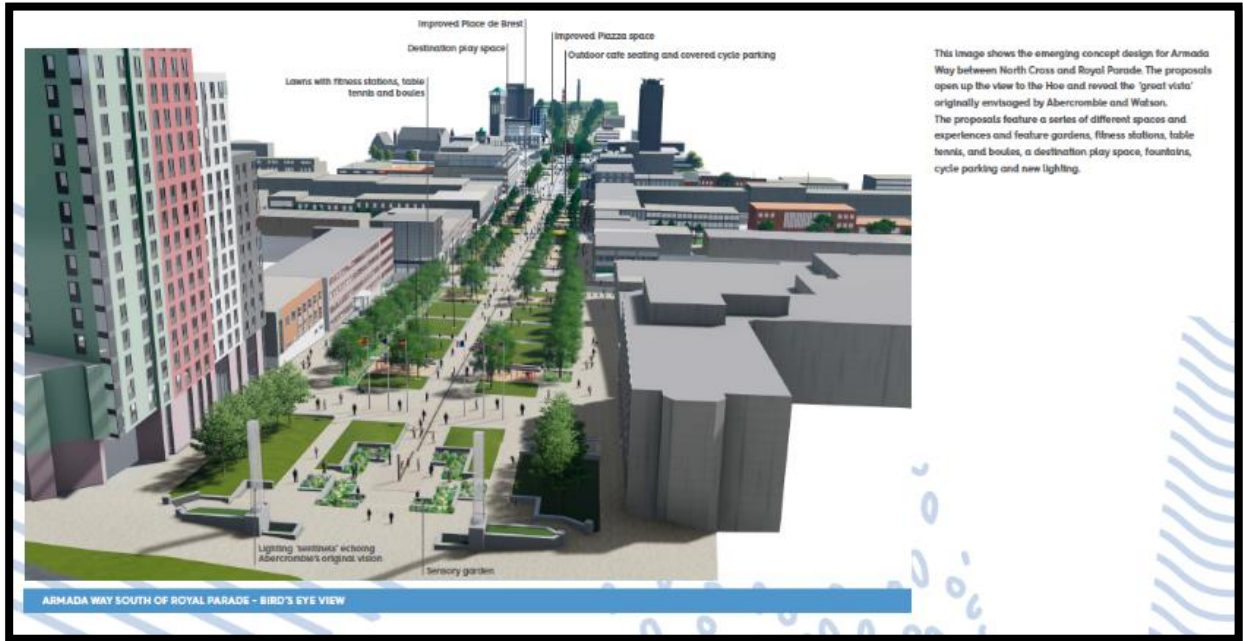 Improved Place de Brest
Improved Piazza space
Destination play space
Outdoor cafe seating and covered cycle parking
Lawns with fitness stations, table
tennis and boules
This image shows the emerging concept design for Armada
Way between North Cross and Royal Parade. The proposals
open up the view to the Hoe and reveal the 'great vista'
originally envisaged by Abercrombie and Watson.
The proposals feature a series of different spaces and
experiences and feature gardens, fitness stations, table
tennis, and boules, a destination play space, fountains,
cycle parking and new lighting.
Lighting 'sentinels' echoing
Abercrombie's original vision
Sensory garden
ARMADA WAY SOUTH OF ROYAL PARADE – BIRD'S EYE VIEW